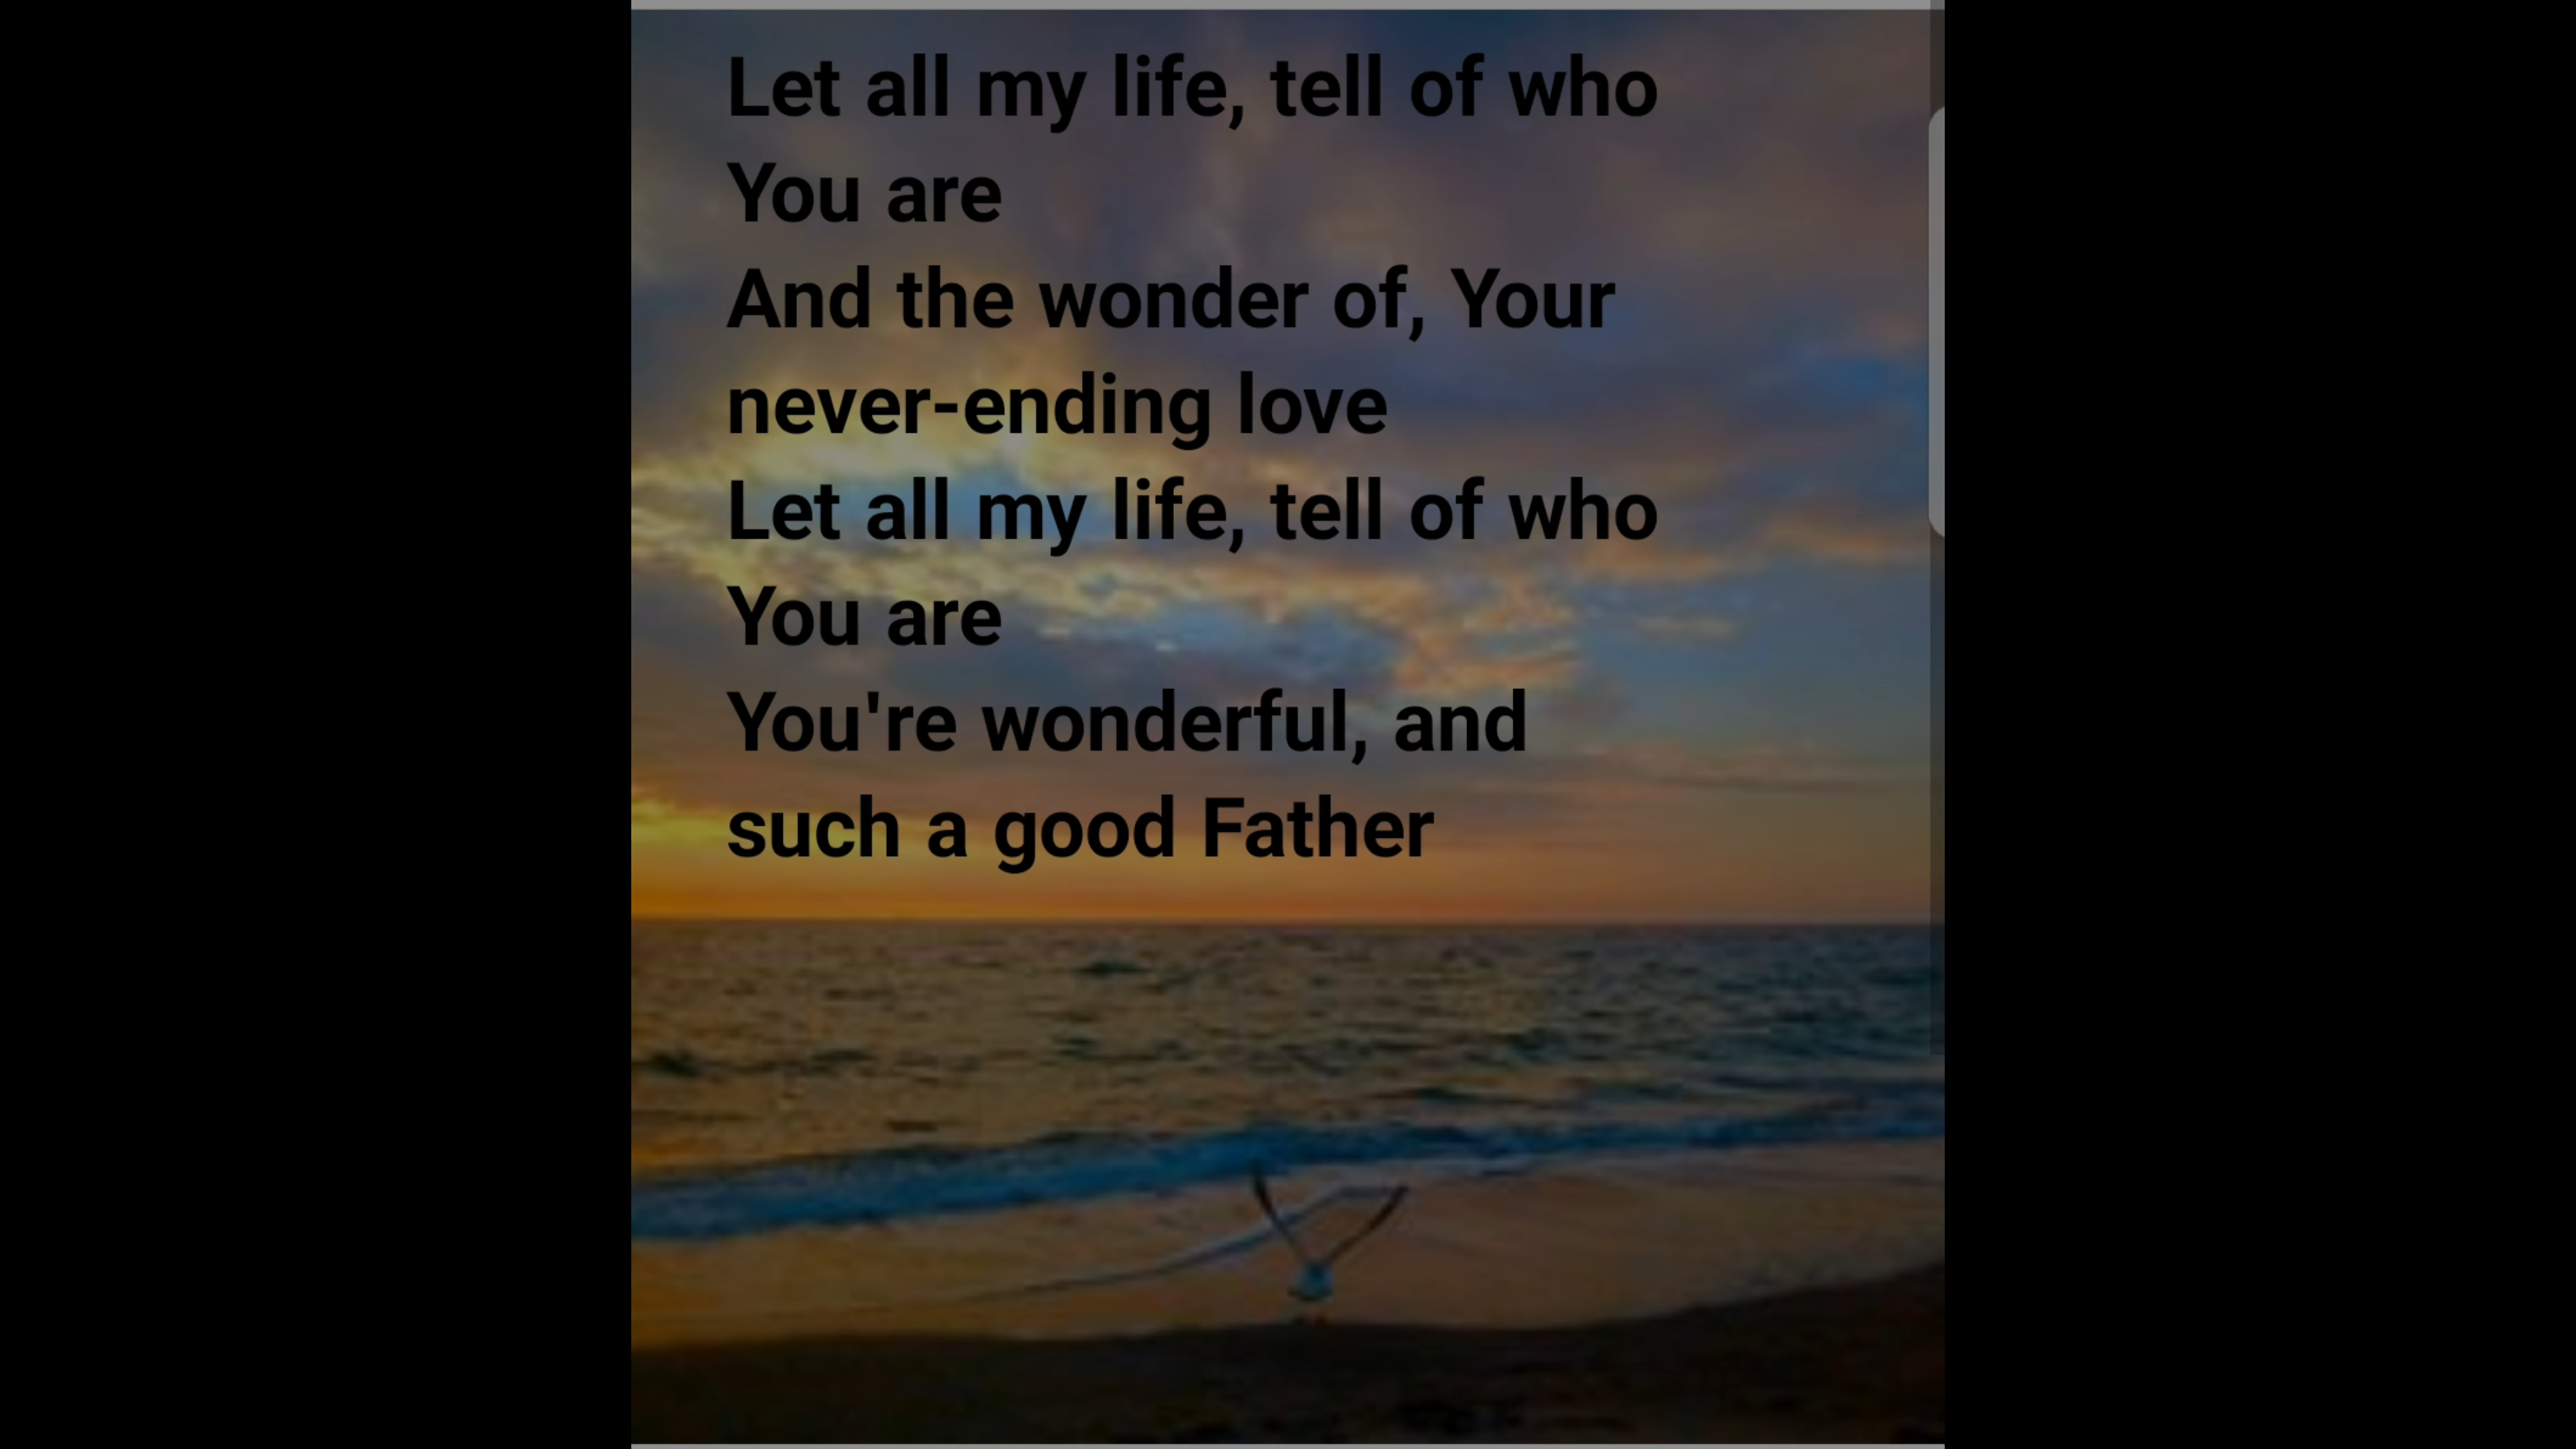 Let all my life, tell of who
You are
And the wonder of, Your
never-ending love
Let all my life, tell of who
You are
You're wonderful, and
such a good Father